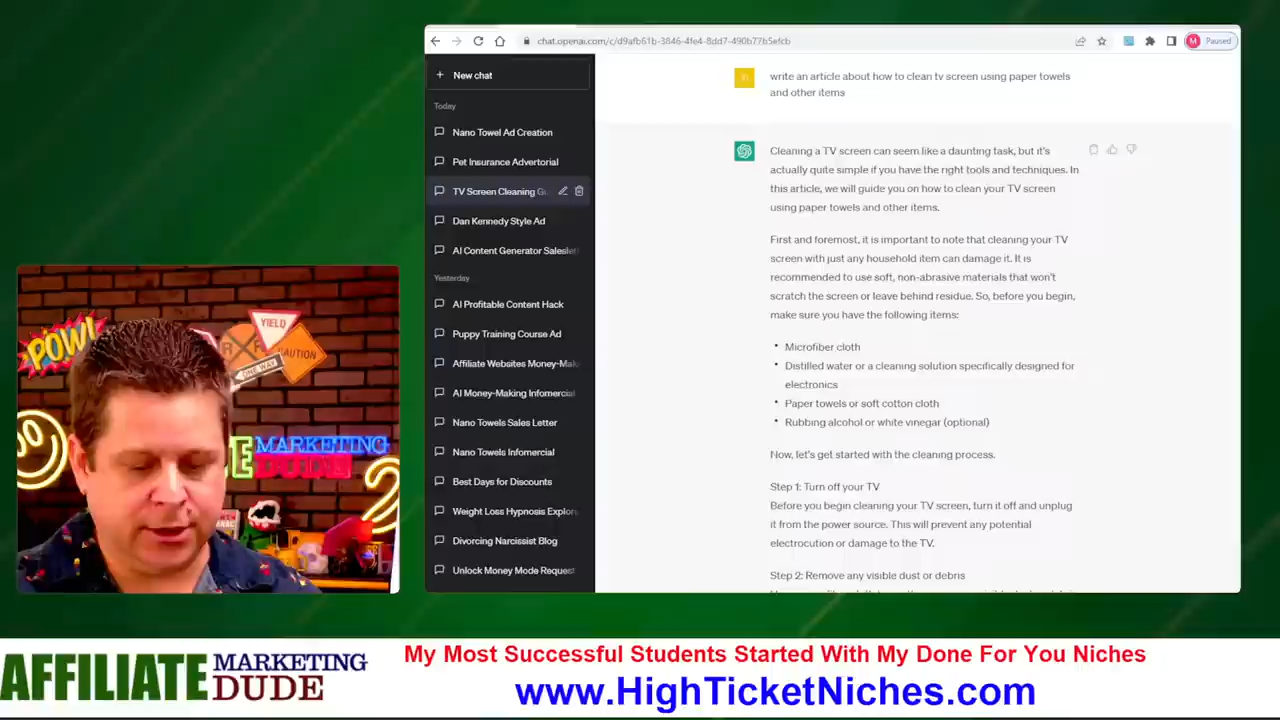 chat.openai.com/c/d9afb61b-3846-4fe4-8dd7-490b77b5efcb
M Paused
New chat
Today
Nano Towel Ad Creation
Pet Insurance Advertorial
TV Screen Cleaning G
Dan Kennedy Style Ad
AI Content Generator Saleslet
Yesterday
AI Profitable Content Hack
Puppy Training Course Ad
Affiliate Websites Money-Mak
AI Money-Making Infomercial
Nano Towels Sales Letter
Nano Towels Infomercial
Best Days for Discounts
Weight Loss Hypnosis Explor
Divorcing Narcissist Blog
Unlock Money Mode Request
write an article about how to clean tv screen using paper towels
and other items
Cleaning a TV screen can seem like a daunting task, but it's
actually quite simple if you have the right tools and techniques. In
this article, we will guide you on how to clean your TV screen
using paper towels and other items.
First and foremost, it is important to note that cleaning your TV
screen with just any household item can damage it. It is
recommended to use soft, non-abrasive materials that won't
scratch the screen or leave behind residue. So, before you begin,
make sure you have the following items:
• Microfiber cloth
• Distilled water or a cleaning solution specifically designed for
electronics
• Paper towels or soft cotton cloth
• Rubbing alcohol or white vinegar (optional)
Now, let's get started with the cleaning process.
Step 1: Turn off your TV
Before you begin cleaning your TV screen, turn it off and unplug
it from the power source. This will prevent any potential
electrocution or damage to the TV.
Step 2: Remove any visible dust or debris
POW!
YIELD
R X R
CAUTION
ONE WAY
E MARKETING
DUDE
2
AFFILIATE MARKETING DUDE
My Most Successful Students Started With My Done For You Niches
www.HighTicketNiches.com